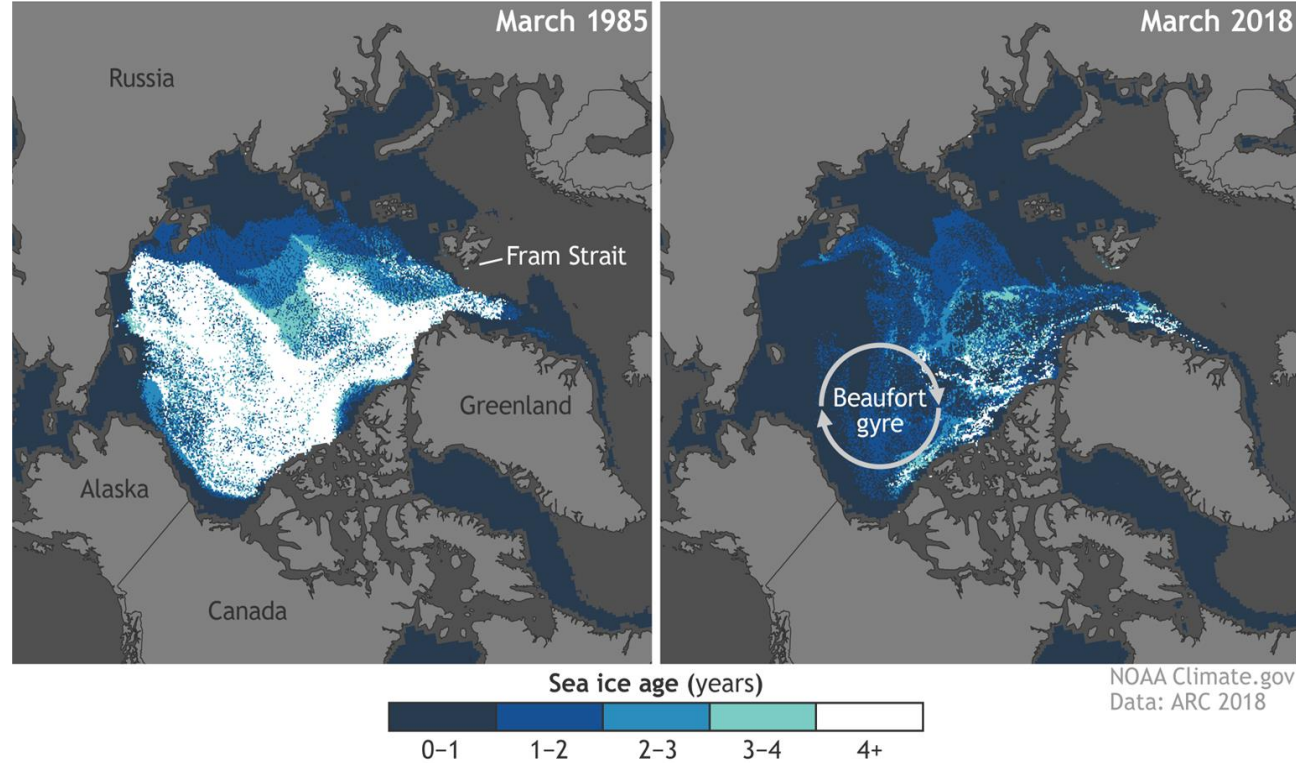 March 1985
Russia
Fram Strait
Greenland
Alaska
Canada
March 2018
Beaufort
gyre
Sea ice age (years)
0–1 1–2 2–3 3–4 4+
NOAA Climate.gov
Data: ARC 2018